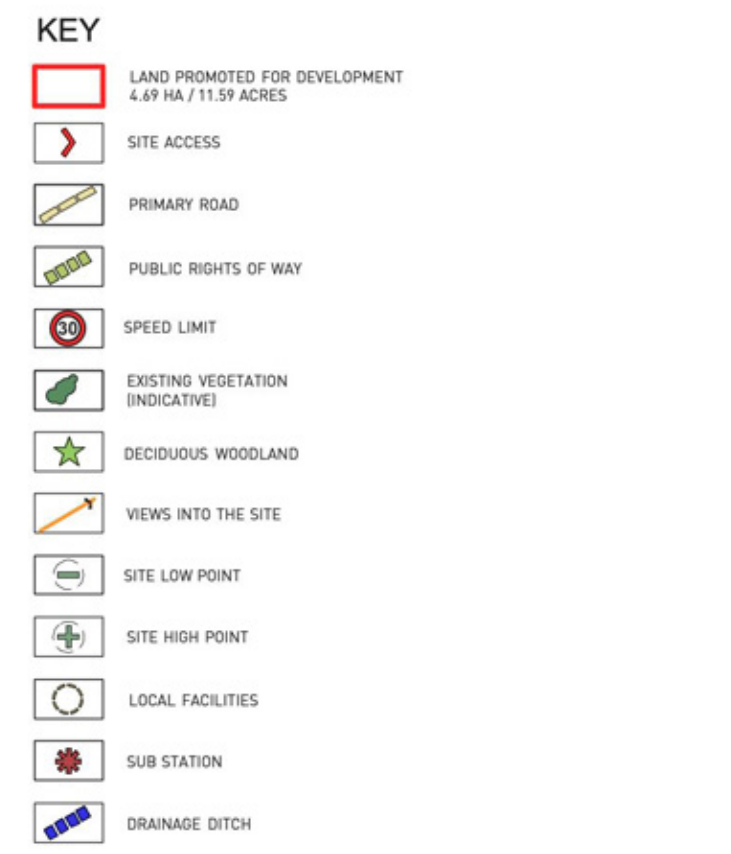 KEY
LAND PROMOTED FOR DEVELOPMENT
4.69 HA / 11.59 ACRES
SITE ACCESS
PRIMARY ROAD
PUBLIC RIGHTS OF WAY
30
SPEED LIMIT
EXISTING VEGETATION
(INDICATIVE)
DECIDUOUS WOODLAND
VIEWS INTO THE SITE
SITE LOW POINT
SITE HIGH POINT
LOCAL FACILITIES
SUB STATION
DRAINAGE DITCH